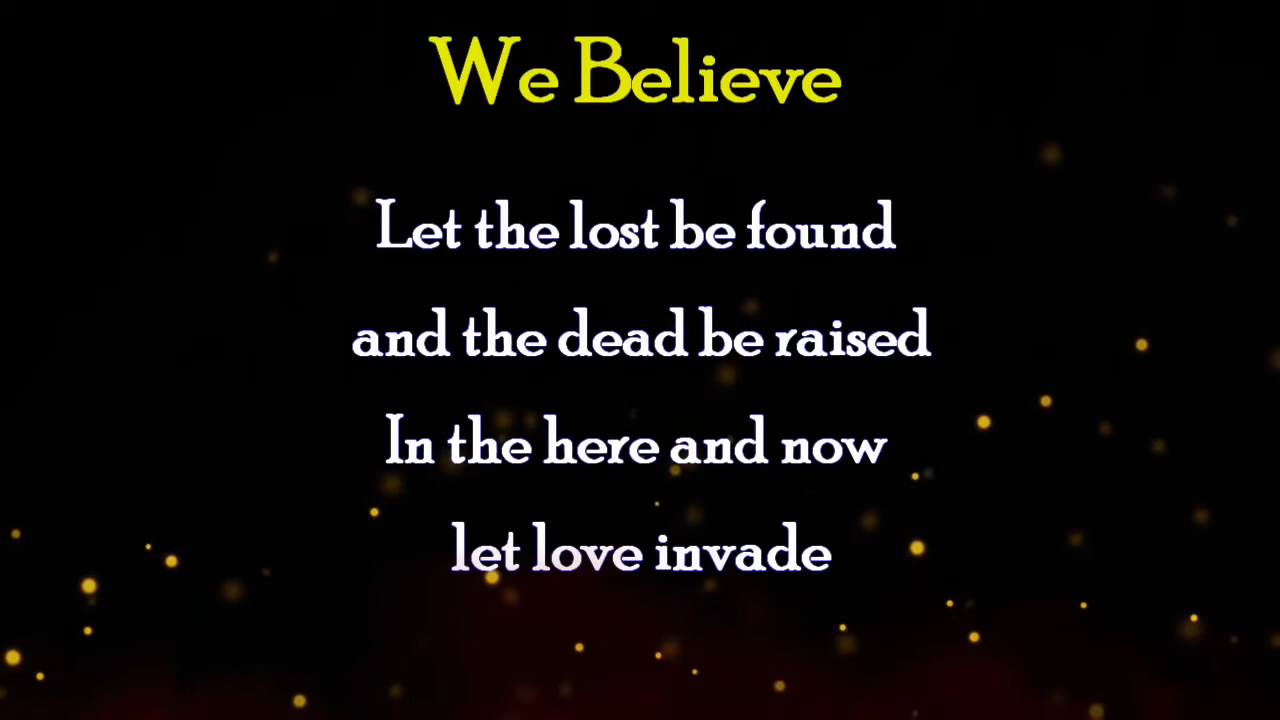 We Believe
Let the lost be found
and the dead be raised
In the here and now
let love invade